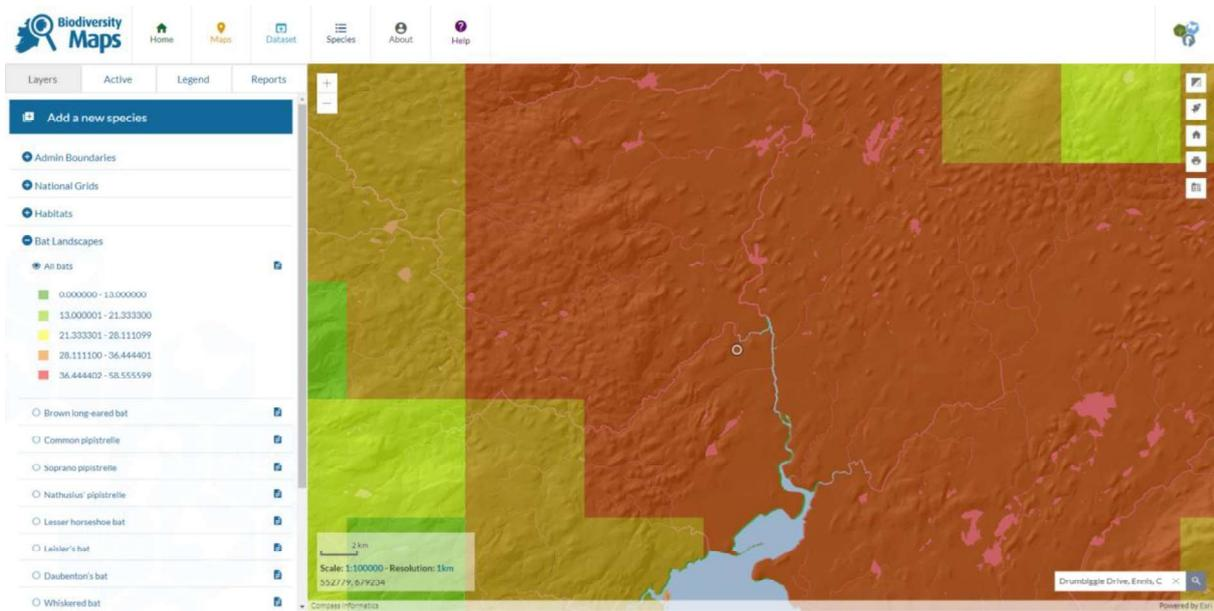 Biodiversity Maps
Home
Maps
Dataset
Species
About
Help
Layers Active Legend Reports
Add a new species
Admin Boundaries
National Grids
Habitats
Bat Landscapes
All bats
0.000000 - 13.000000
13.000001 - 21.333300
21.333301 - 28.111099
28.111100 - 36.444401
36.444402 - 58.555599
Brown long-eared bat
Common pipistrelle
Soprano pipistrelle
Nathusius' pipistrelle
Lesser horseshoe bat
Leisler's bat
Daubenton's bat
Whiskered bat
2 km
Scale: 1:100000 - Resolution: 1km
552779, 679234
Drumbiggle Drive, Ennis, C
Compass Informatics
Powered by Esri